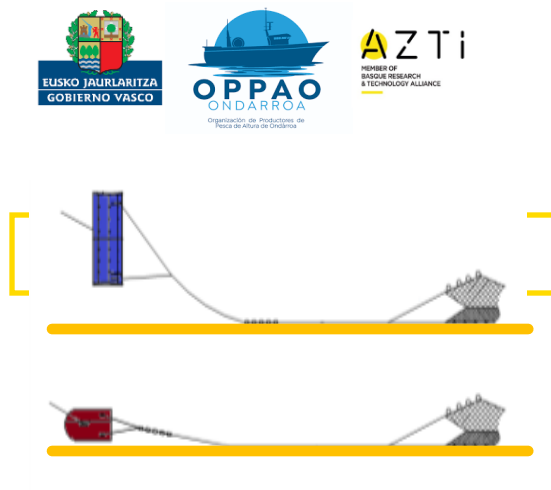 EUSKO JAURLARITZA
GOBIERNO VASCO
OPPAO
ONDARROA
Organización de Productores de
Pesca de Altura de Ondarroa
AZTi
MEMBER OF
BASQUE RESEARCH
& TECHNOLOGY ALLIANCE